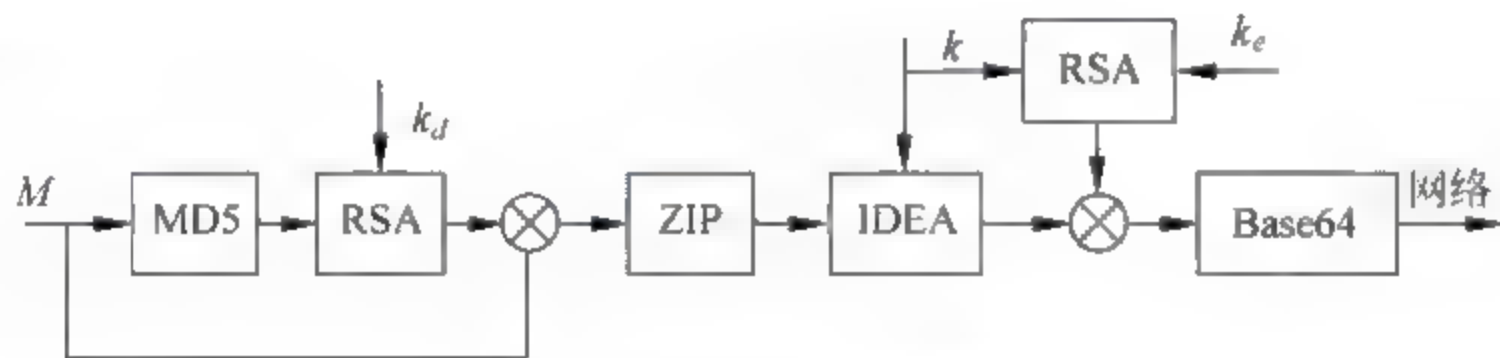 M
MD5
k_d
RSA
ZIP
IDEA
k
RSA
k_e
Base64
网络